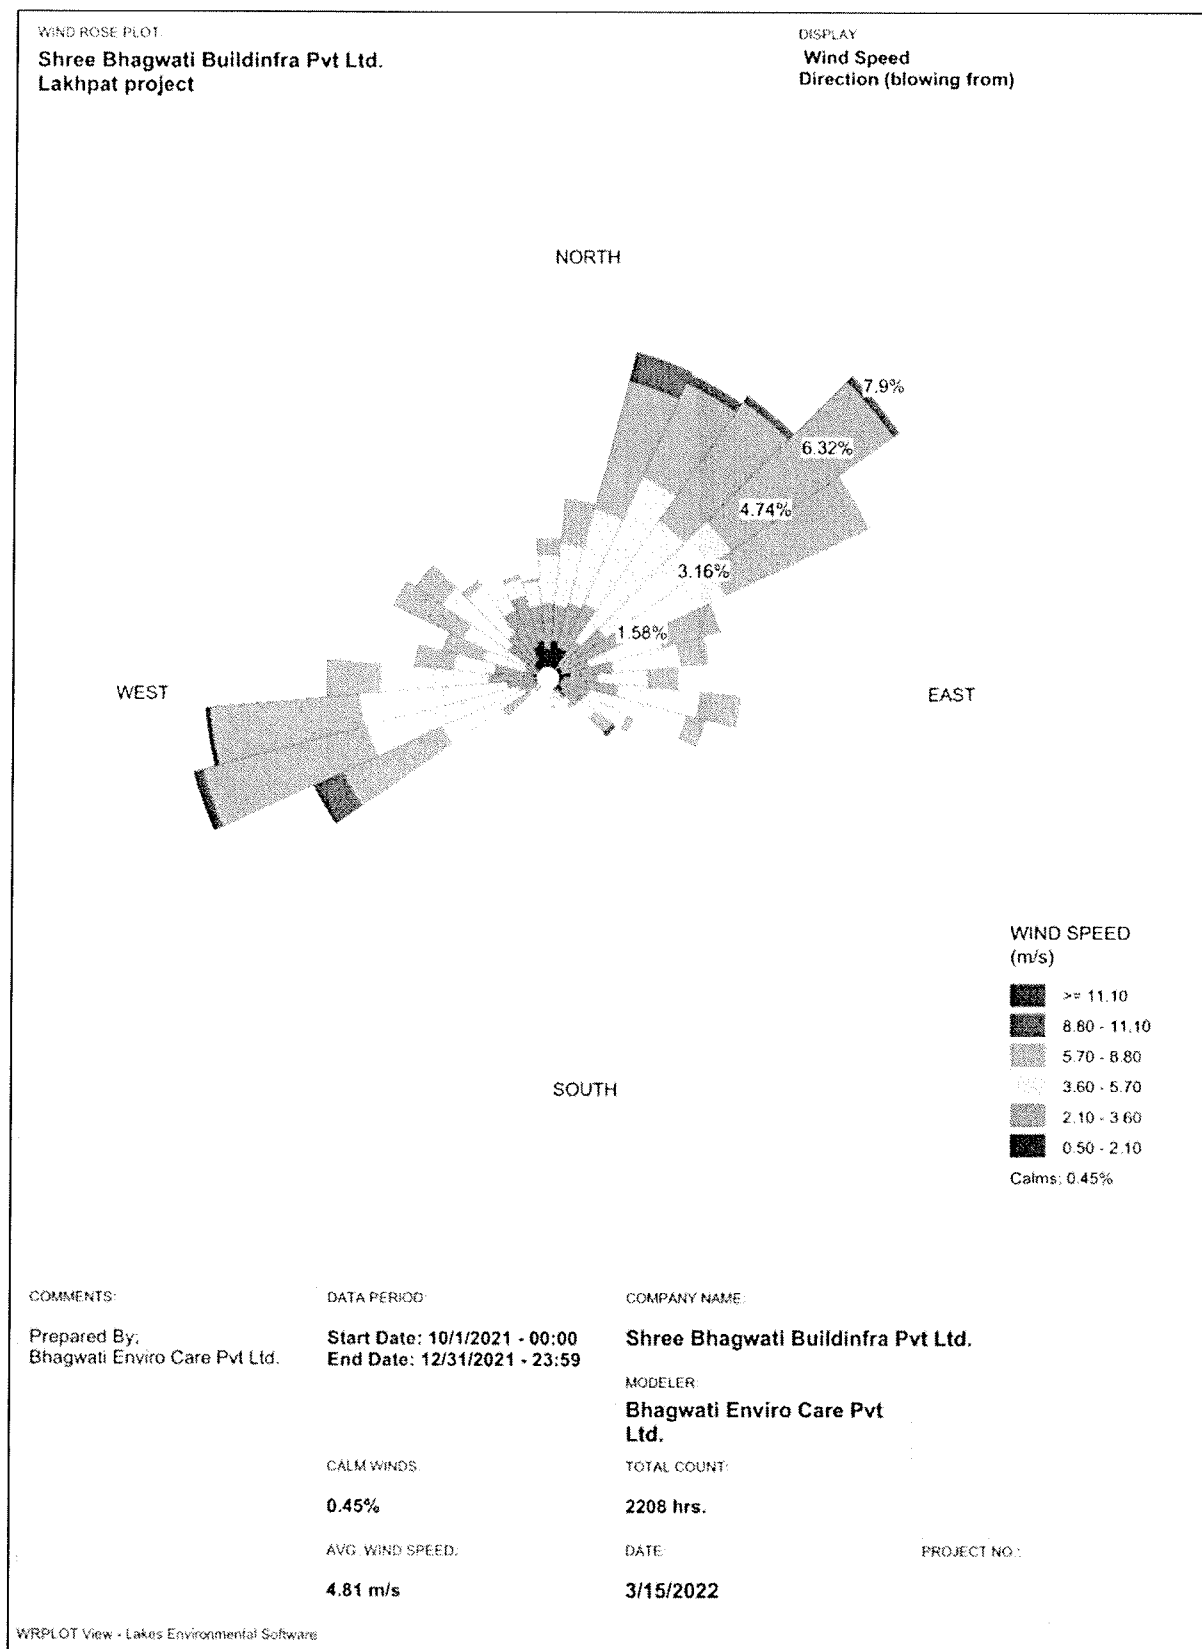 WIND ROSE PLOT:
Shree Bhagwati Buildinfra Pvt Ltd.
Lakhpat project
DISPLAY
Wind Speed
Direction (blowing from)
NORTH
7.9%
6.32%
4.74%
3.16%
1.58%
WEST
EAST
SOUTH
WIND SPEED
(m/s)
>= 11.10
8.80 - 11.10
5.70 - 8.80
3.60 - 5.70
2.10 - 3.60
0.50 - 2.10
Calms: 0.45%
COMMENTS:
Prepared By:
Bhagwati Enviro Care Pvt Ltd.
DATA PERIOD:
Start Date: 10/1/2021 - 00:00
End Date: 12/31/2021 - 23:59
COMPANY NAME:
Shree Bhagwati Buildinfra Pvt Ltd.
MODELER:
Bhagwati Enviro Care Pvt
Ltd.
CALM WINDS:
0.45%
TOTAL COUNT:
2208 hrs.
AVG. WIND SPEED:
4.81 m/s
DATE:
3/15/2022
PROJECT NO.:
WRPLOT View - Lakes Environmental Software